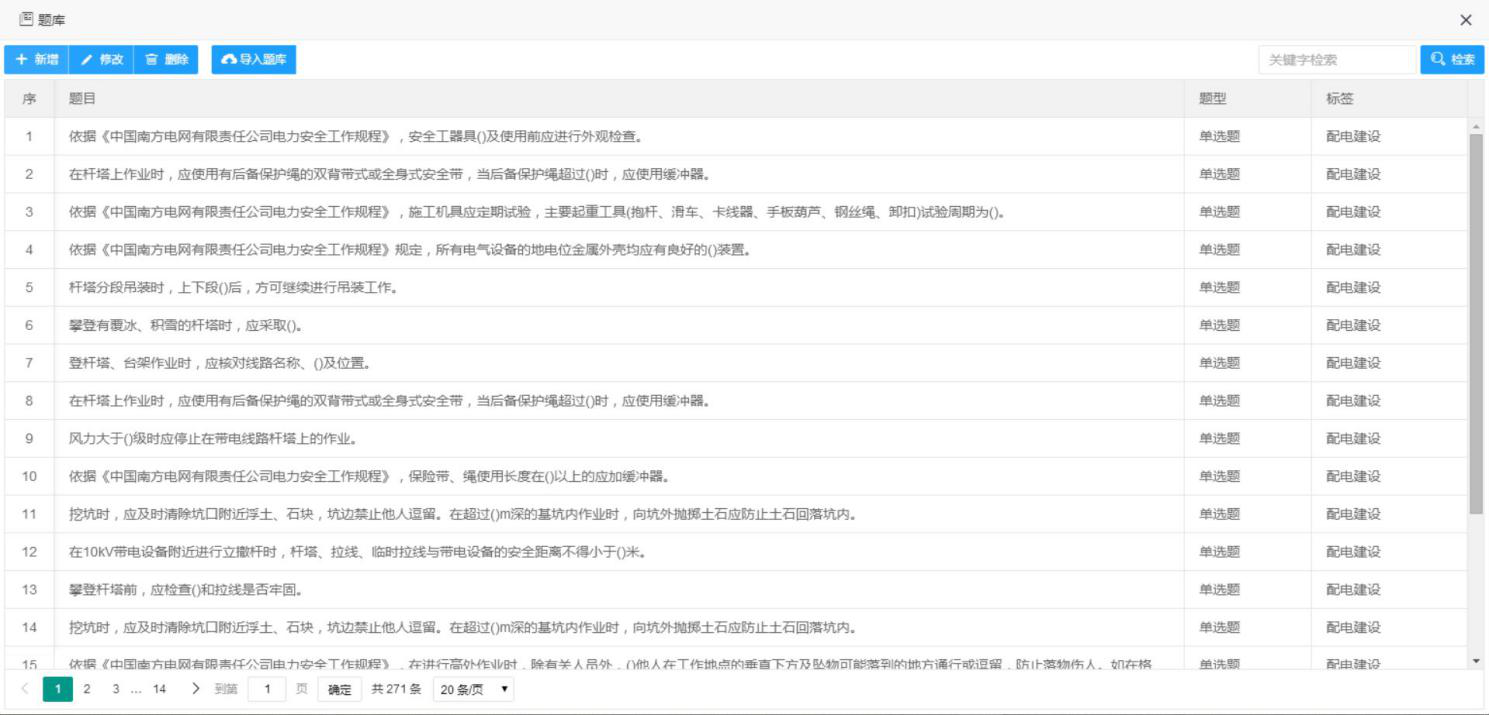 题库
新增 修改 删除 导入题库 关键字检索 检索
序 题目 题型 标签
1 依据《中国南方电网有限责任公司电力安全工作规程》，安全工器具()及使用前应进行外观检查。 单选题 配电建设
2 在杆塔上作业时，应使用有后备保护绳的双背带式或全身式安全带，当后备保护绳超过()时，应使用缓冲器。 单选题 配电建设
3 依据《中国南方电网有限责任公司电力安全工作规程》，施工机具应定期试验，主要起重工具(抱杆、滑车、卡线器、手板葫芦、钢丝绳、卸扣)试验周期为()。 单选题 配电建设
4 依据《中国南方电网有限责任公司电力安全工作规程》规定，所有电气设备的地电位金属外壳均应有良好的()装置。 单选题 配电建设
5 杆塔分段吊装时，上下段()后，方可继续进行吊装工作。 单选题 配电建设
6 攀登有覆冰、积雪的杆塔时，应采取()。 单选题 配电建设
7 登杆塔、台架作业时，应核对线路名称、()及位置。 单选题 配电建设
8 在杆塔上作业时，应使用有后备保护绳的双背带式或全身式安全带，当后备保护绳超过()时，应使用缓冲器。 单选题 配电建设
9 风力大于()级时应停止在带电线路杆塔上的作业。 单选题 配电建设
10 依据《中国南方电网有限责任公司电力安全工作规程》，保险带、绳使用长度在()以上的应加缓冲器。 单选题 配电建设
11 挖坑时，应及时清除坑口附近浮土、石块，坑边禁止他人逗留。在超过()m深的基坑内作业时，向坑外抛掷土石应防止土石回落坑内。 单选题 配电建设
12 在10kV带电设备附近进行立撤杆时，杆塔、拉线、临时拉线与带电设备的安全距离不得小于()米。 单选题 配电建设
13 攀登杆塔前，应检查()和拉线是否牢固。 单选题 配电建设
14 挖坑时，应及时清除坑口附近浮土、石块，坑边禁止他人逗留。在超过()m深的基坑内作业时，向坑外抛掷土石应防止土石回落坑内。 单选题 配电建设
15 依据《中国南方电网有限责任公司电力安全工作规程》，在进行高处作业时，除有关人员外，()他人在工作地点的垂直下方及坠物可能落到的地方通行或逗留，防止落物伤人。如在格 单选题 配电建设
1 2 3 … 14 到第 1 页 确定 共 271 条 20 条/页